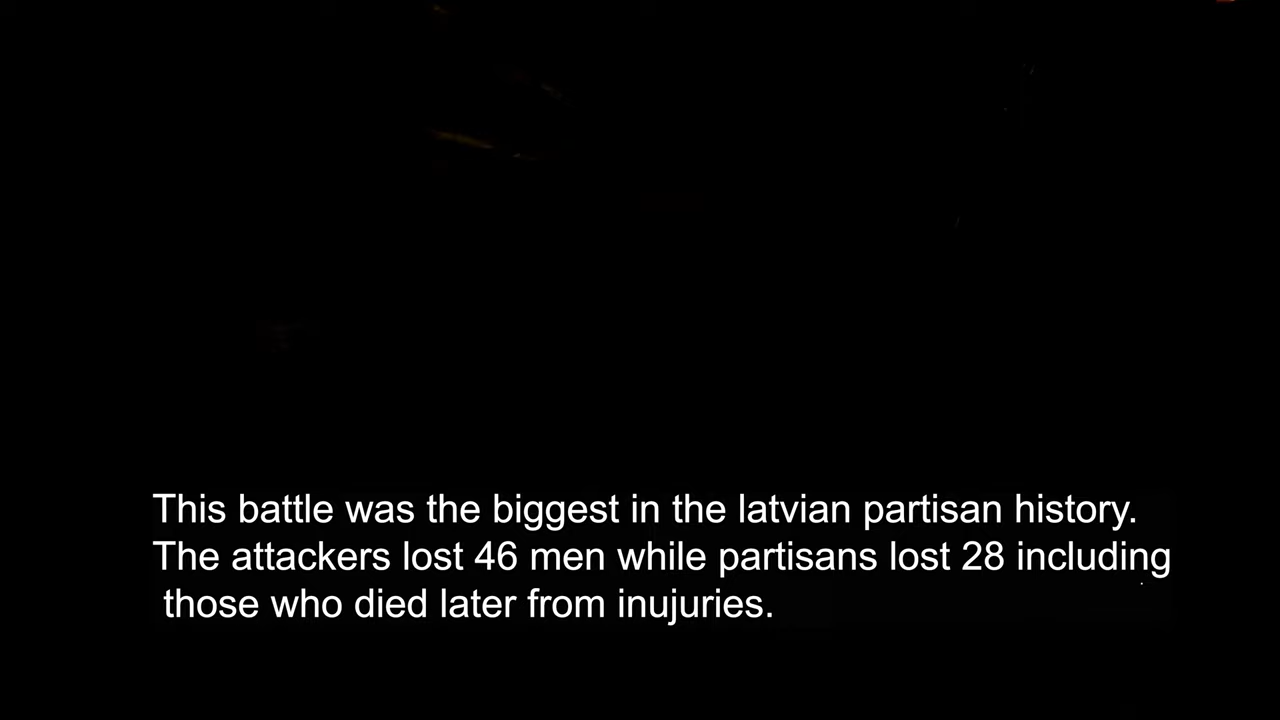 This battle was the biggest in the latvian partisan history.
The attackers lost 46 men while partisans lost 28 including
those who died later from inujuries.